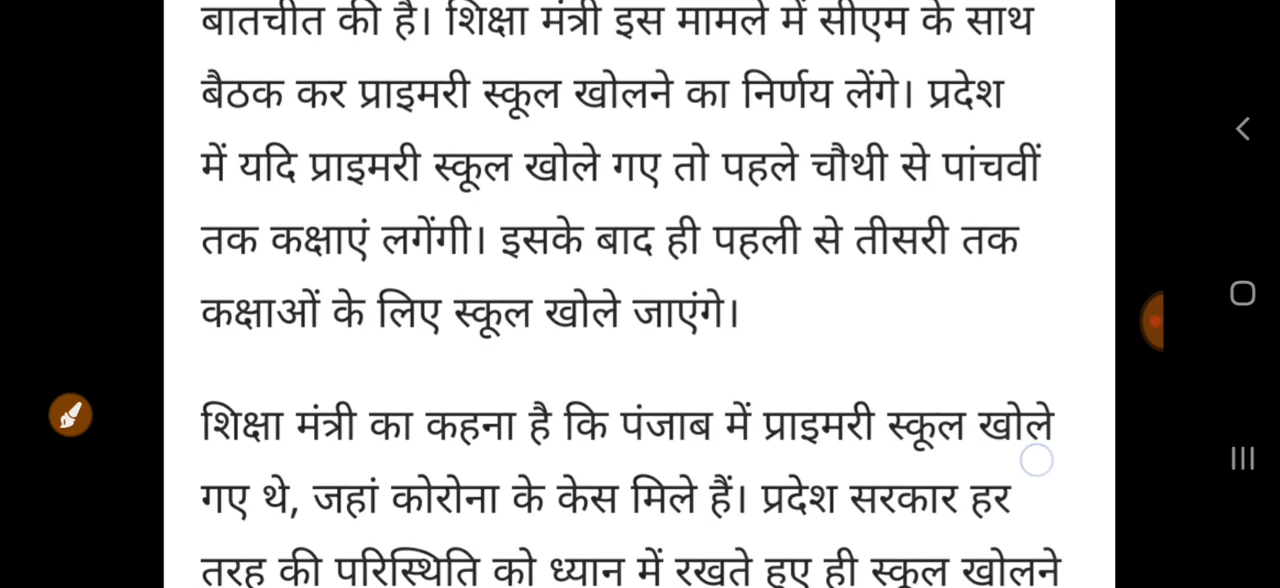 बातचीत की है। शिक्षा मंत्री इस मामले में सीएम के साथ
बैठक कर प्राइमरी स्कूल खोलने का निर्णय लेंगे। प्रदेश
में यदि प्राइमरी स्कूल खोले गए तो पहले चौथी से पांचवीं
तक कक्षाएं लगेंगी। इसके बाद ही पहली से तीसरी तक
कक्षाओं के लिए स्कूल खोले जाएंगे।
शिक्षा मंत्री का कहना है कि पंजाब में प्राइमरी स्कूल खोले
गए थे, जहां कोरोना के केस मिले हैं। प्रदेश सरकार हर
तरह की परिस्थिति को ध्यान में रखते हुए ही स्कूल खोलने